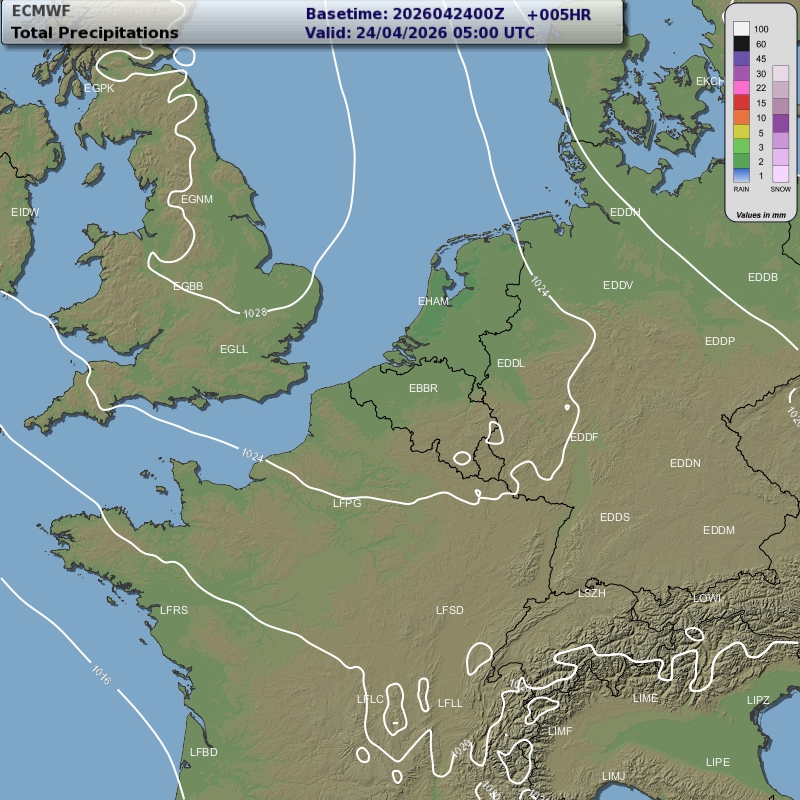 ECMWF
Total Precipitations
Basetime: 2026042400Z +005HR
Valid: 24/04/2026 05:00 UTC
100
60
45
30
22
15
10
5
3
2
1
RAIN SNOW
Values in mm
EGPK
EKCH
EGNM
EIDW
EDDH
EGBB
EDDV
EDDB
1024
EHAM
1028
EDDP
EGLL
EDDL
EBBR
EDDF
1024
EDDN
LFPG
EDDS
EDDM
LSZH
LOWI
LFRS
LFSD
1016
LFLC
LFLL
LIME
LIPZ
LIMF
1020
LFBD
LIPE
LIMJ